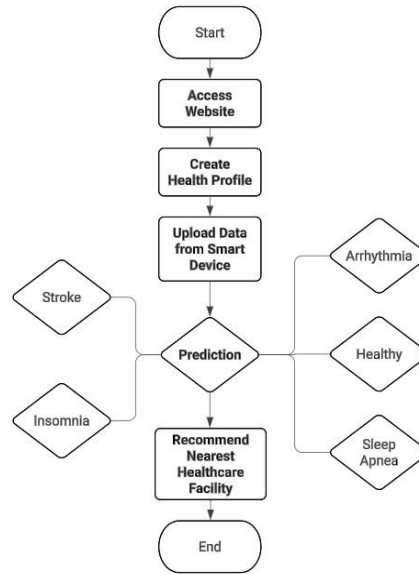 Start
Access
Website
Create
Health Profile
Upload Data
from Smart
Device
Arrhythmia
Stroke
Prediction
Healthy
Insomnia
Recommend
Nearest
Healthcare
Facility
Sleep
Apnea
End